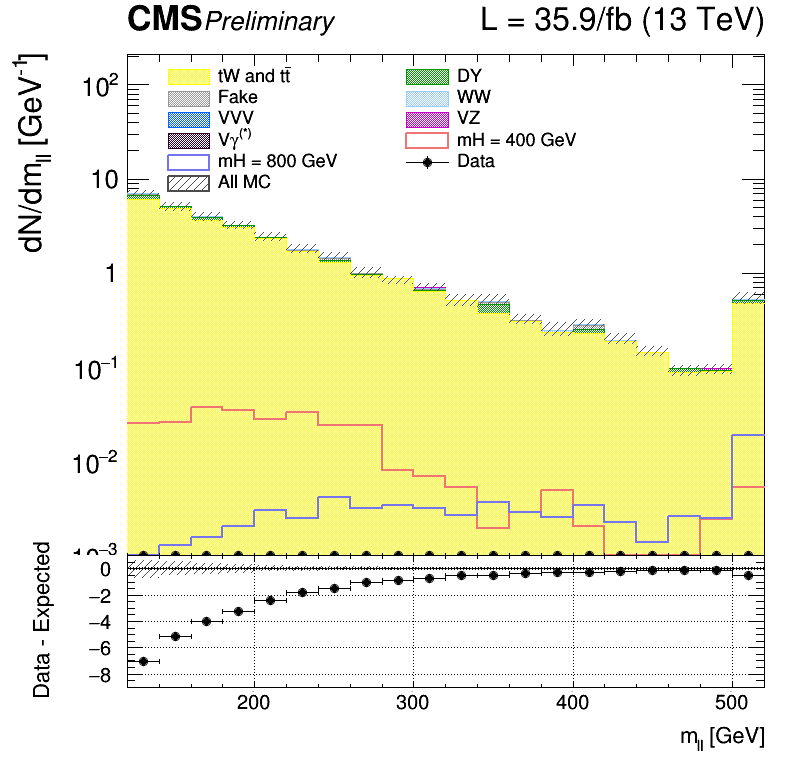 CMS Preliminary L = 35.9/fb (13 TeV)
dN/dm_ll [GeV⁻¹]
tW and tt̄ DY
Fake WW
VVV VZ
Vγ⁽*⁾ mH = 400 GeV
mH = 800 GeV Data
All MC
10²
10
1
10⁻¹
10⁻²
10⁻³
Data - Expected
0
−2
−4
−6
−8
200 300 400 500
m_ll [GeV]